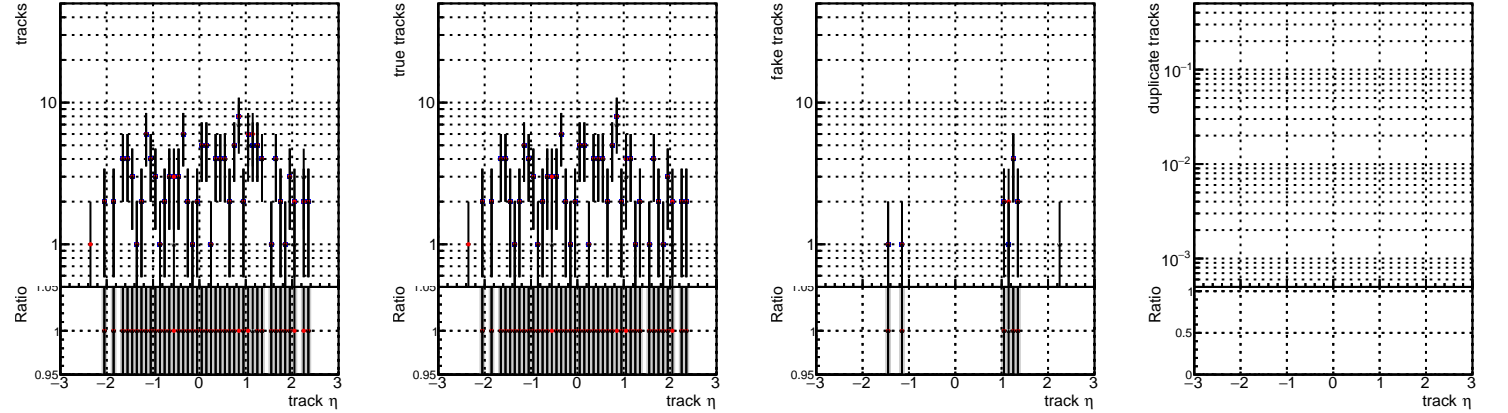 tracks
10
1
Ratio
1.05
1
0.95
−3 −2 −1 0 1 2 3
track η
true tracks
10
1
Ratio
1.05
1
0.95
−3 −2 −1 0 1 2 3
track η
fake tracks
10
1
Ratio
1.05
1
0.95
−3 −2 −1 0 1 2 3
track η
duplicate tracks
10−1
10−2
10−3
Ratio
1
0.5
0
−3 −2 −1 0 1 2 3
track η